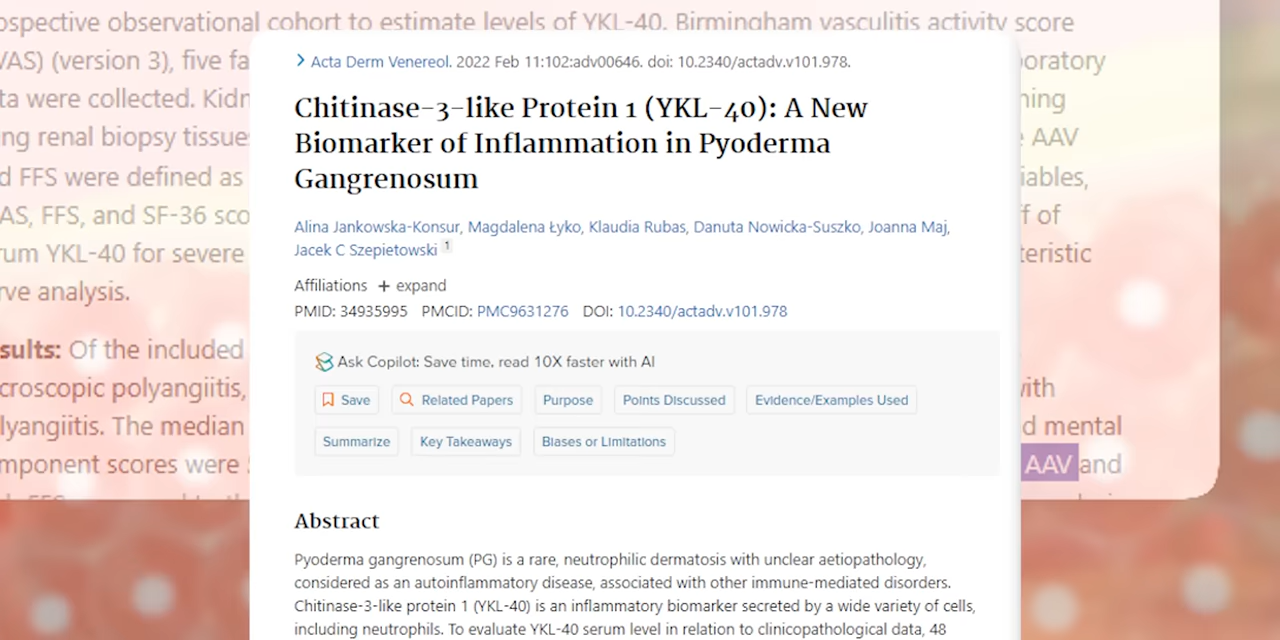 ospective observational cohort to estimate levels of YKL-40. Birmingham vasculitis activity score
VAS) (version 3), five fa
oratory
ta were collected. Kidn
ning
ng renal biopsy tissue
AAV
d FFS were defined as
iables,
AS, FFS, and SF-36 sco
f of
rum YKL-40 for severe
teristic
rve analysis.
sults: Of the included
croscopic polyangiitis,
with
lyangiitis. The median
d mental
mponent scores were
AAV and
> Acta Derm Venereol. 2022 Feb 11:102:adv00646. doi: 10.2340/actadv.v101.978.
Chitinase-3-like Protein 1 (YKL-40): A New
Biomarker of Inflammation in Pyoderma
Gangrenosum
Alina Jankowska-Konsur, Magdalena Łyko, Klaudia Rubas, Danuta Nowicka-Suszko, Joanna Maj,
Jacek C Szepietowski 1
Affiliations + expand
PMID: 34935995 PMCID: PMC9631276 DOI: 10.2340/actadv.v101.978
Ask Copilot: Save time, read 10X faster with AI
Save Related Papers Purpose Points Discussed Evidence/Examples Used
Summarize Key Takeaways Biases or Limitations
Abstract
Pyoderma gangrenosum (PG) is a rare, neutrophilic dermatosis with unclear aetiopathology,
considered as an autoinflammatory disease, associated with other immune-mediated disorders.
Chitinase-3-like protein 1 (YKL-40) is an inflammatory biomarker secreted by a wide variety of cells,
including neutrophils. To evaluate YKL-40 serum level in relation to clinicopathological data, 48